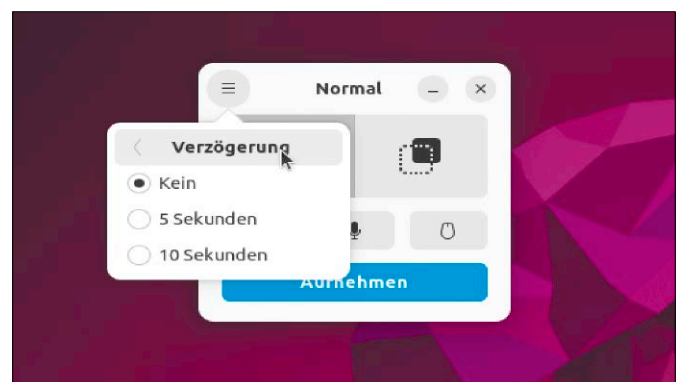 Normal
Verzögerung
Kein
5 Sekunden
10 Sekunden
Aufnehmen